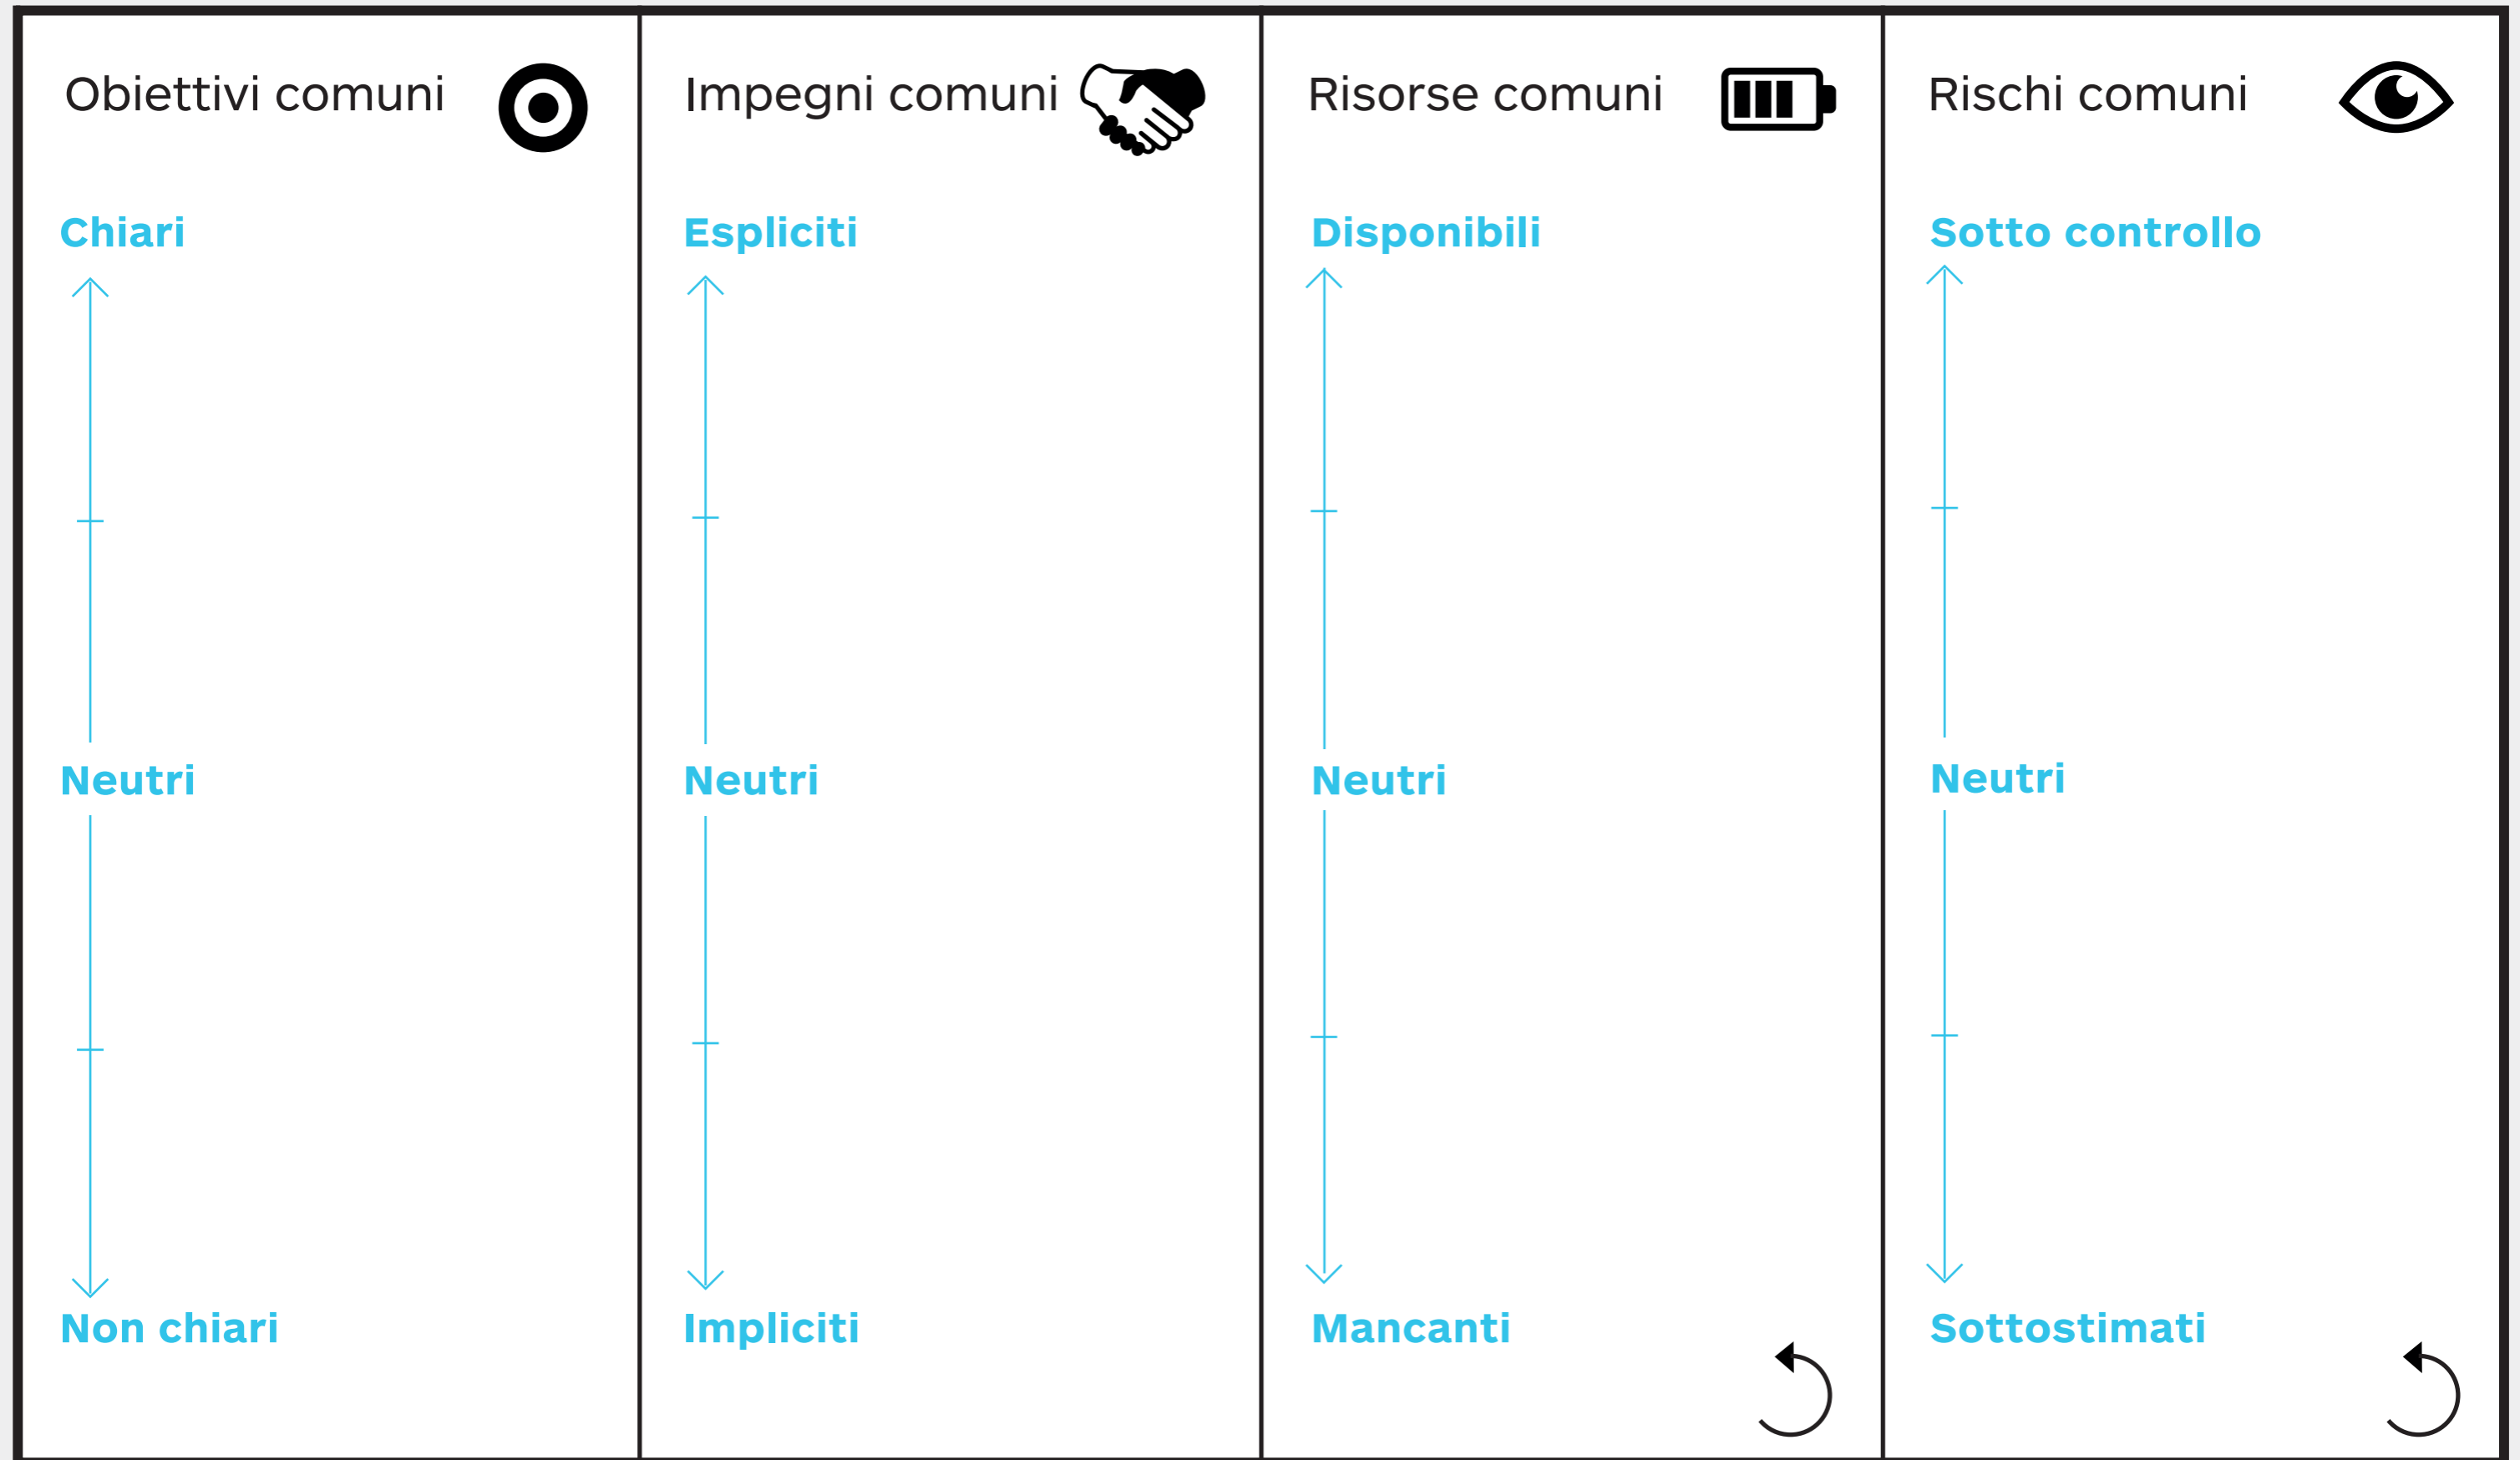 Obiettivi comuni
Chiari
Neutri
Non chiari
Impegni comuni
Espliciti
Neutri
Impliciti
Risorse comuni
Disponibili
Neutri
Mancanti
Rischi comuni
Sotto controllo
Neutri
Sottostimati